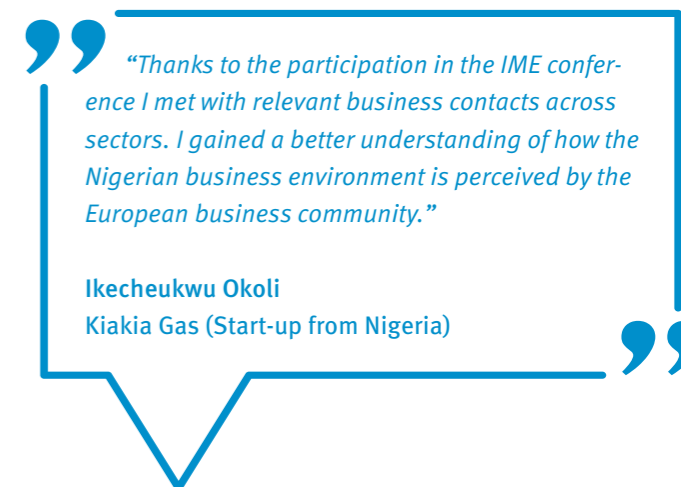 “Thanks to the participation in the IME confer-
ence I met with relevant business contacts across
sectors. I gained a better understanding of how the
Nigerian business environment is perceived by the
European business community.”
Ikecheukwu Okoli
Kiakia Gas (Start-up from Nigeria)